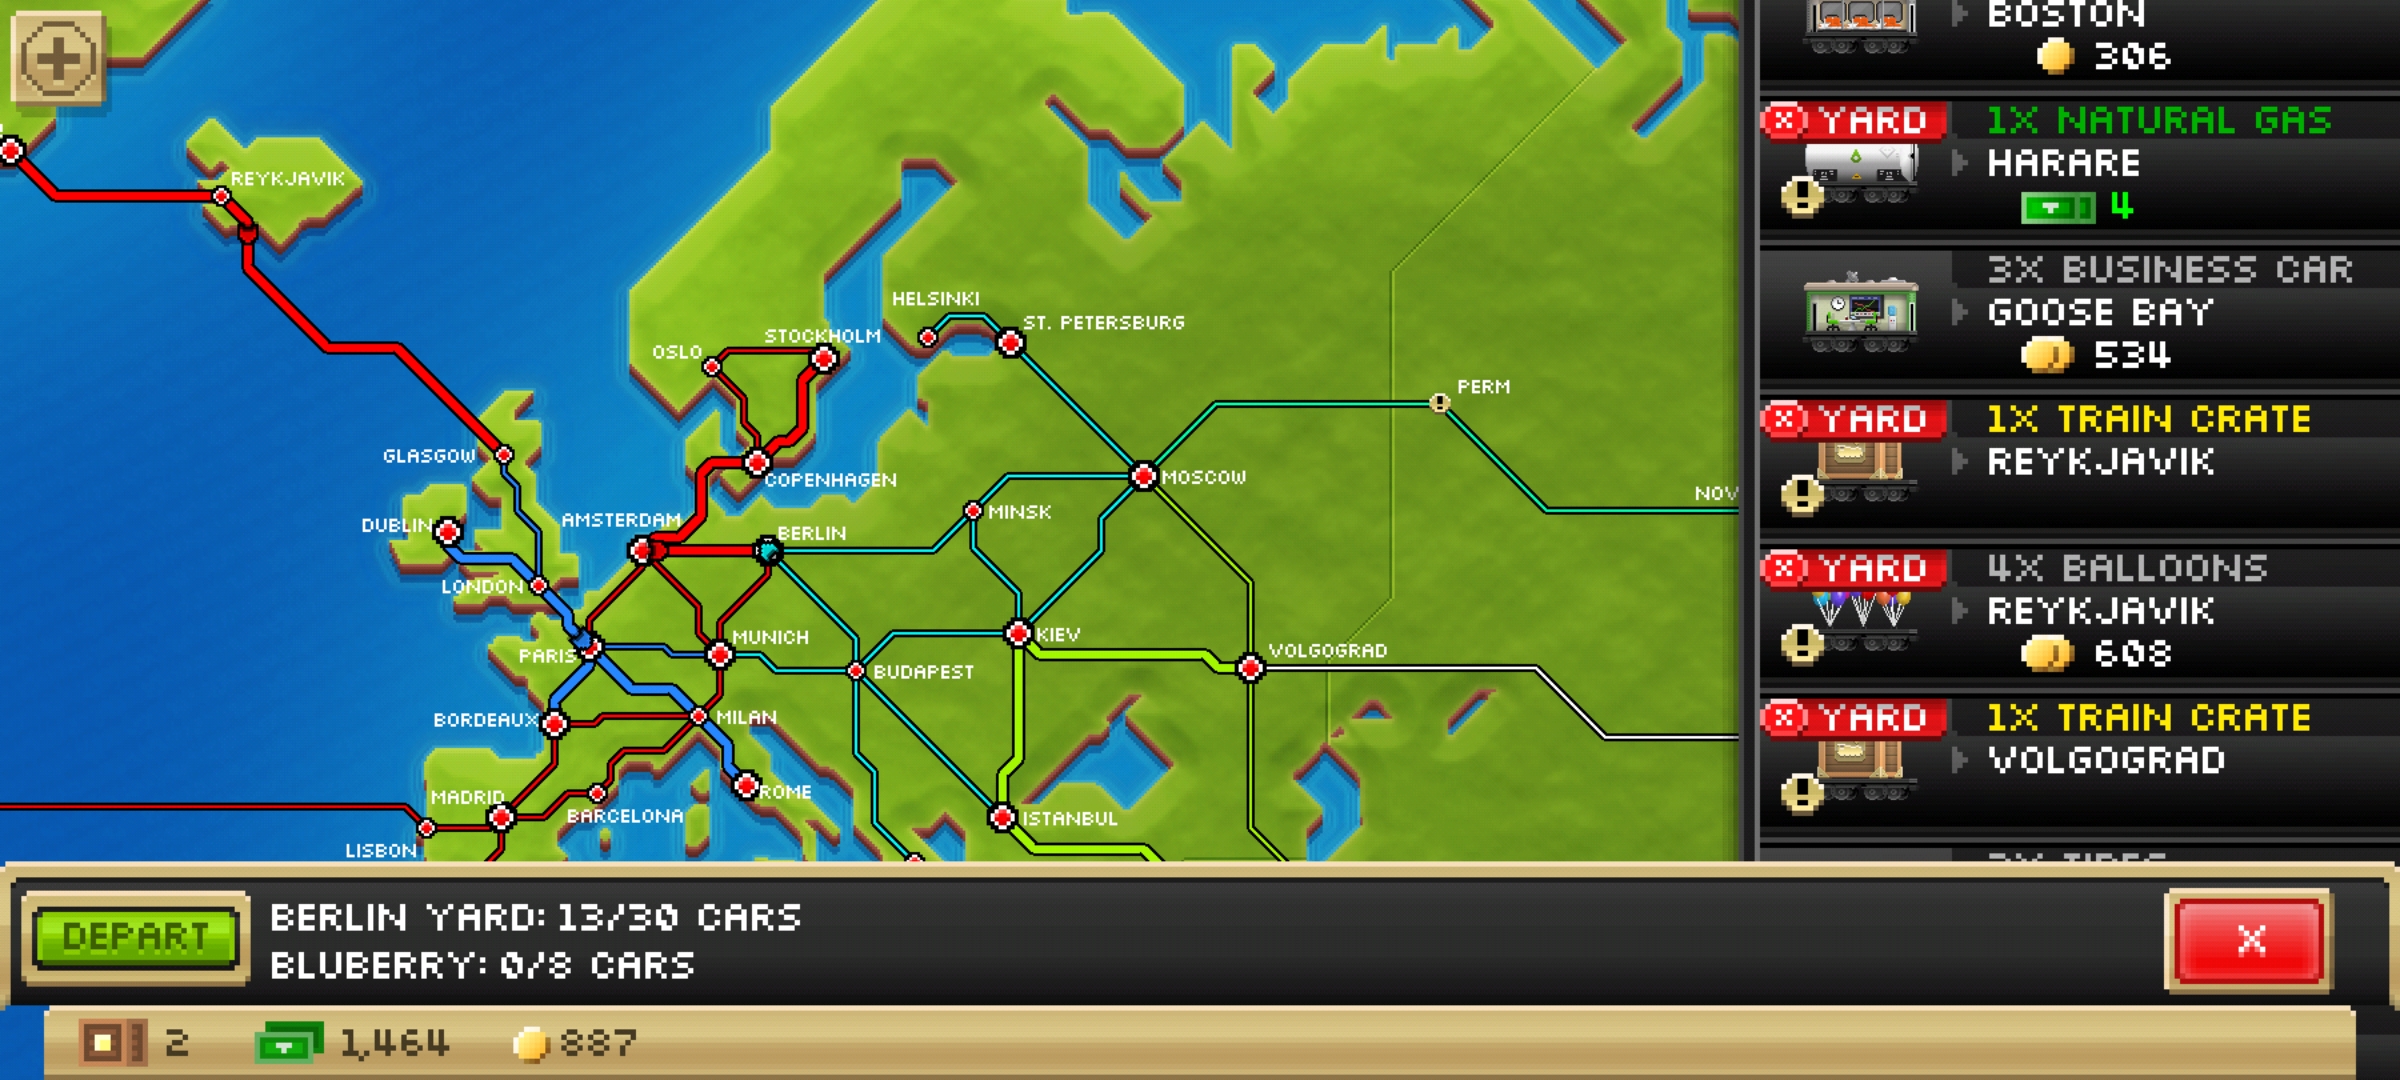 REYKJAVIK
HELSINKI
ST. PETERSBURG
STOCKHOLM
OSLO
PERM
GLASGOW
COPENHAGEN
MOSCOW
NOV
MINSK
DUBLIN
AMSTERDAM
BERLIN
LONDON
KIEV
MUNICH
PARIS
BUDAPEST
VOLGOGRAD
BORDEAUX
MILAN
MADRID
ROME
BARCELONA
ISTANBUL
LISBON
BOSTON
306
YARD
1X NATURAL GAS
HARARE
4
3X BUSINESS CAR
GOOSE BAY
534
YARD
1X TRAIN CRATE
REYKJAVIK
YARD
4X BALLOONS
REYKJAVIK
608
YARD
1X TRAIN CRATE
VOLGOGRAD
DEPART
BERLIN YARD: 13/30 CARS
BLUBERRY: 0/8 CARS
X
2
1,464
887